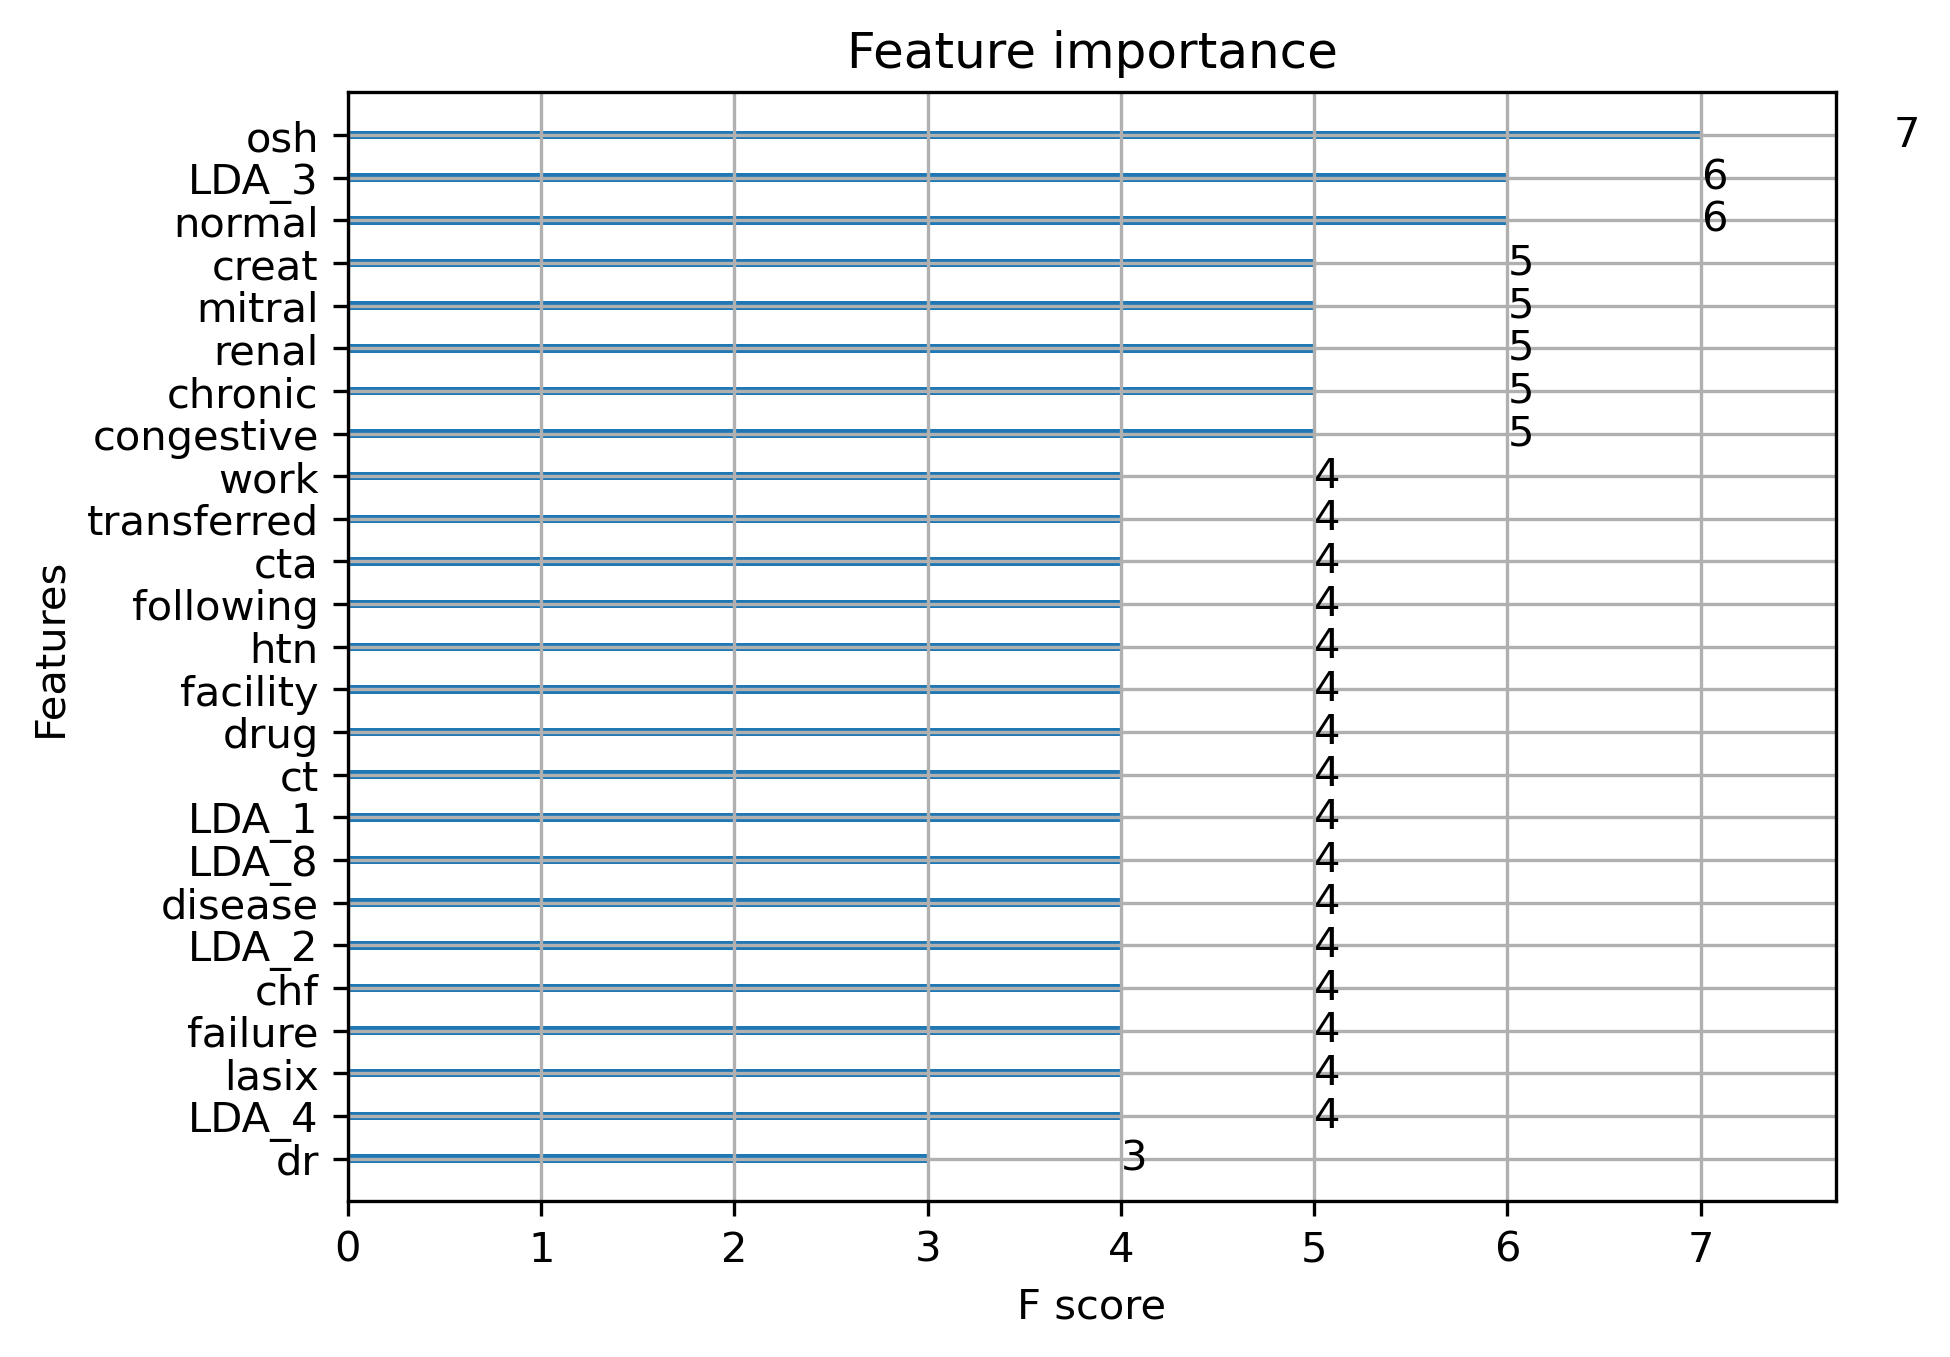 Feature importance
osh 7
LDA_3 6
normal 6
creat 5
mitral 5
renal 5
chronic 5
congestive 5
work 4
transferred 4
cta 4
following 4
htn 4
facility 4
drug 4
ct 4
LDA_1 4
LDA_8 4
disease 4
LDA_2 4
chf 4
failure 4
lasix 4
LDA_4 4
dr 3
Features
0 1 2 3 4 5 6 7
F score